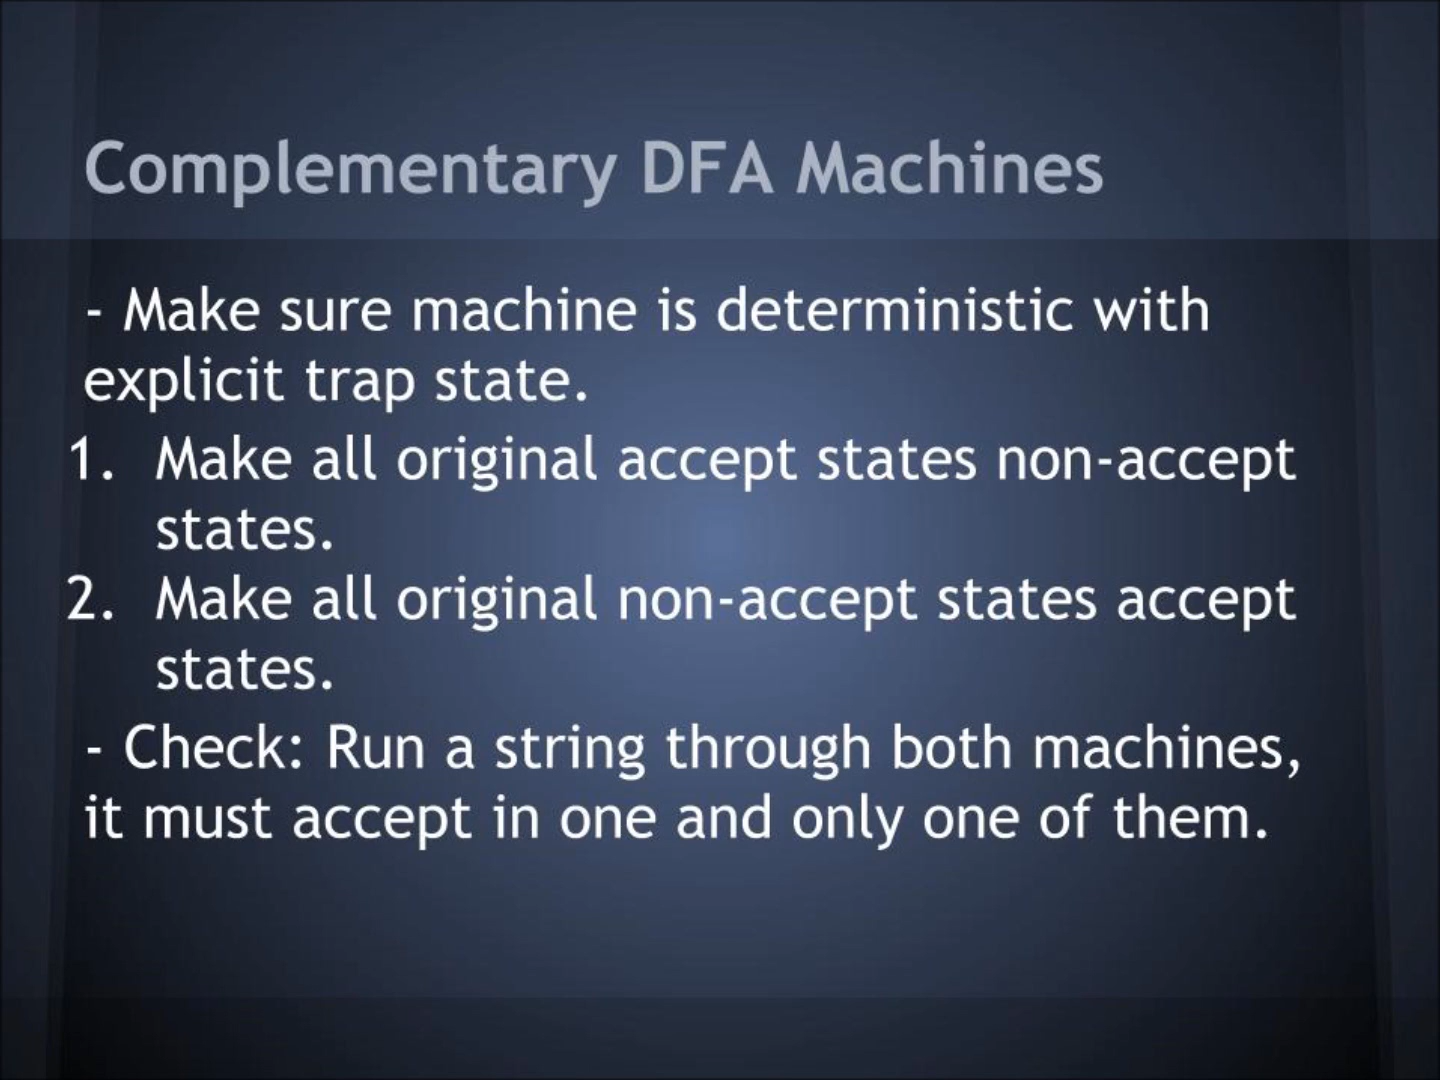 Complementary DFA Machines
- Make sure machine is deterministic with
explicit trap state.
1. Make all original accept states non-accept
states.
2. Make all original non-accept states accept
states.
- Check: Run a string through both machines,
it must accept in one and only one of them.